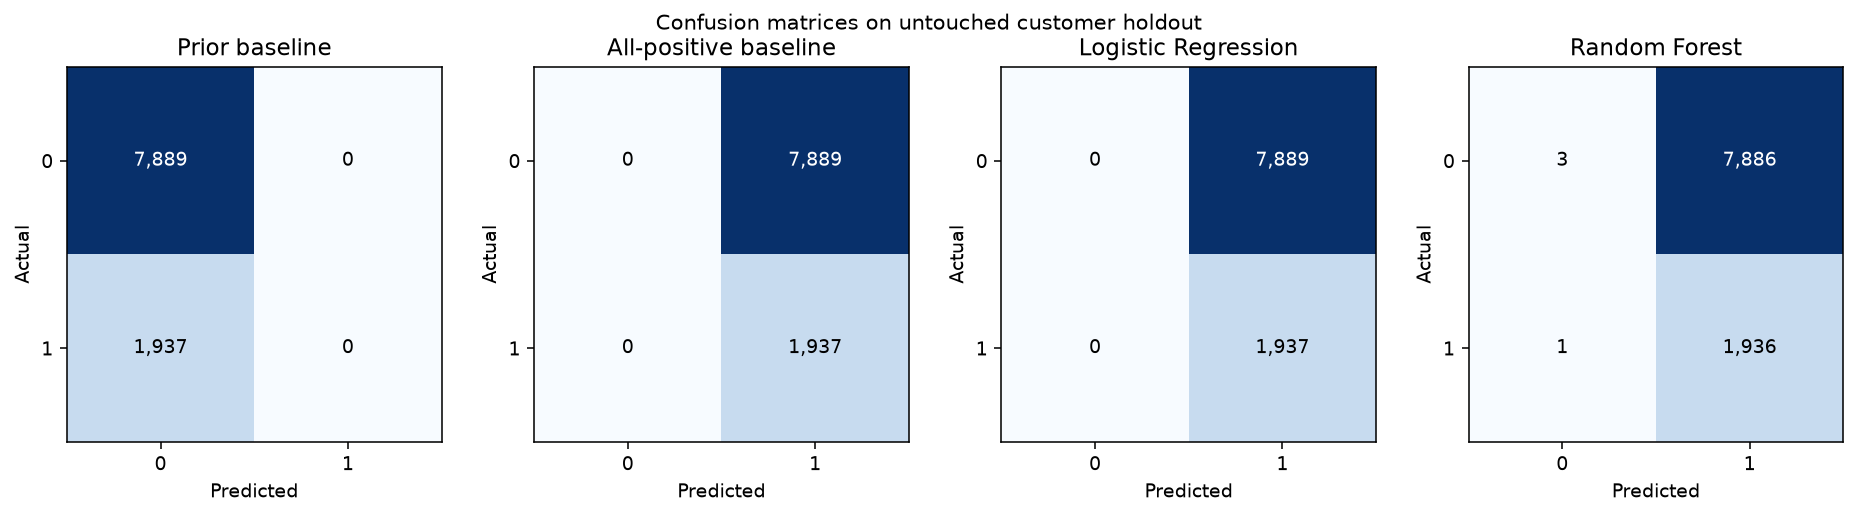 Confusion matrices on untouched customer holdout
Prior baseline
Actual
0
7,889
0
1
1,937
0
0
1
Predicted
All-positive baseline
Actual
0
0
7,889
1
0
1,937
0
1
Predicted
Logistic Regression
Actual
0
0
7,889
1
0
1,937
0
1
Predicted
Random Forest
Actual
0
3
7,886
1
1
1,936
0
1
Predicted